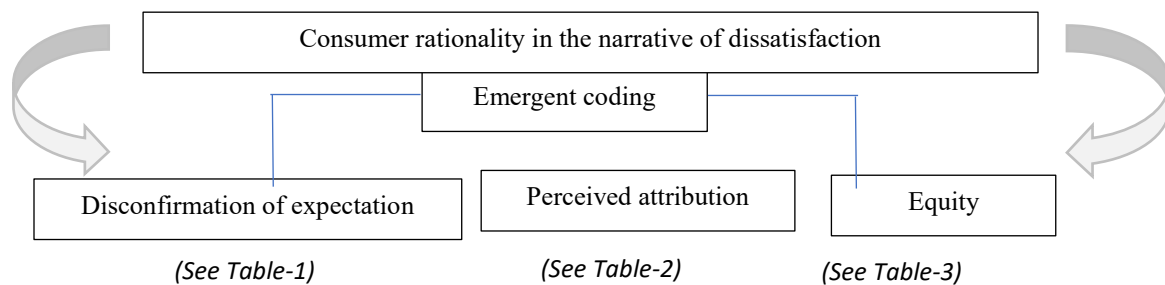 Consumer rationality in the narrative of dissatisfaction
Emergent coding
Disconfirmation of expectation
Perceived attribution
Equity
(See Table-1)
(See Table-2)
(See Table-3)